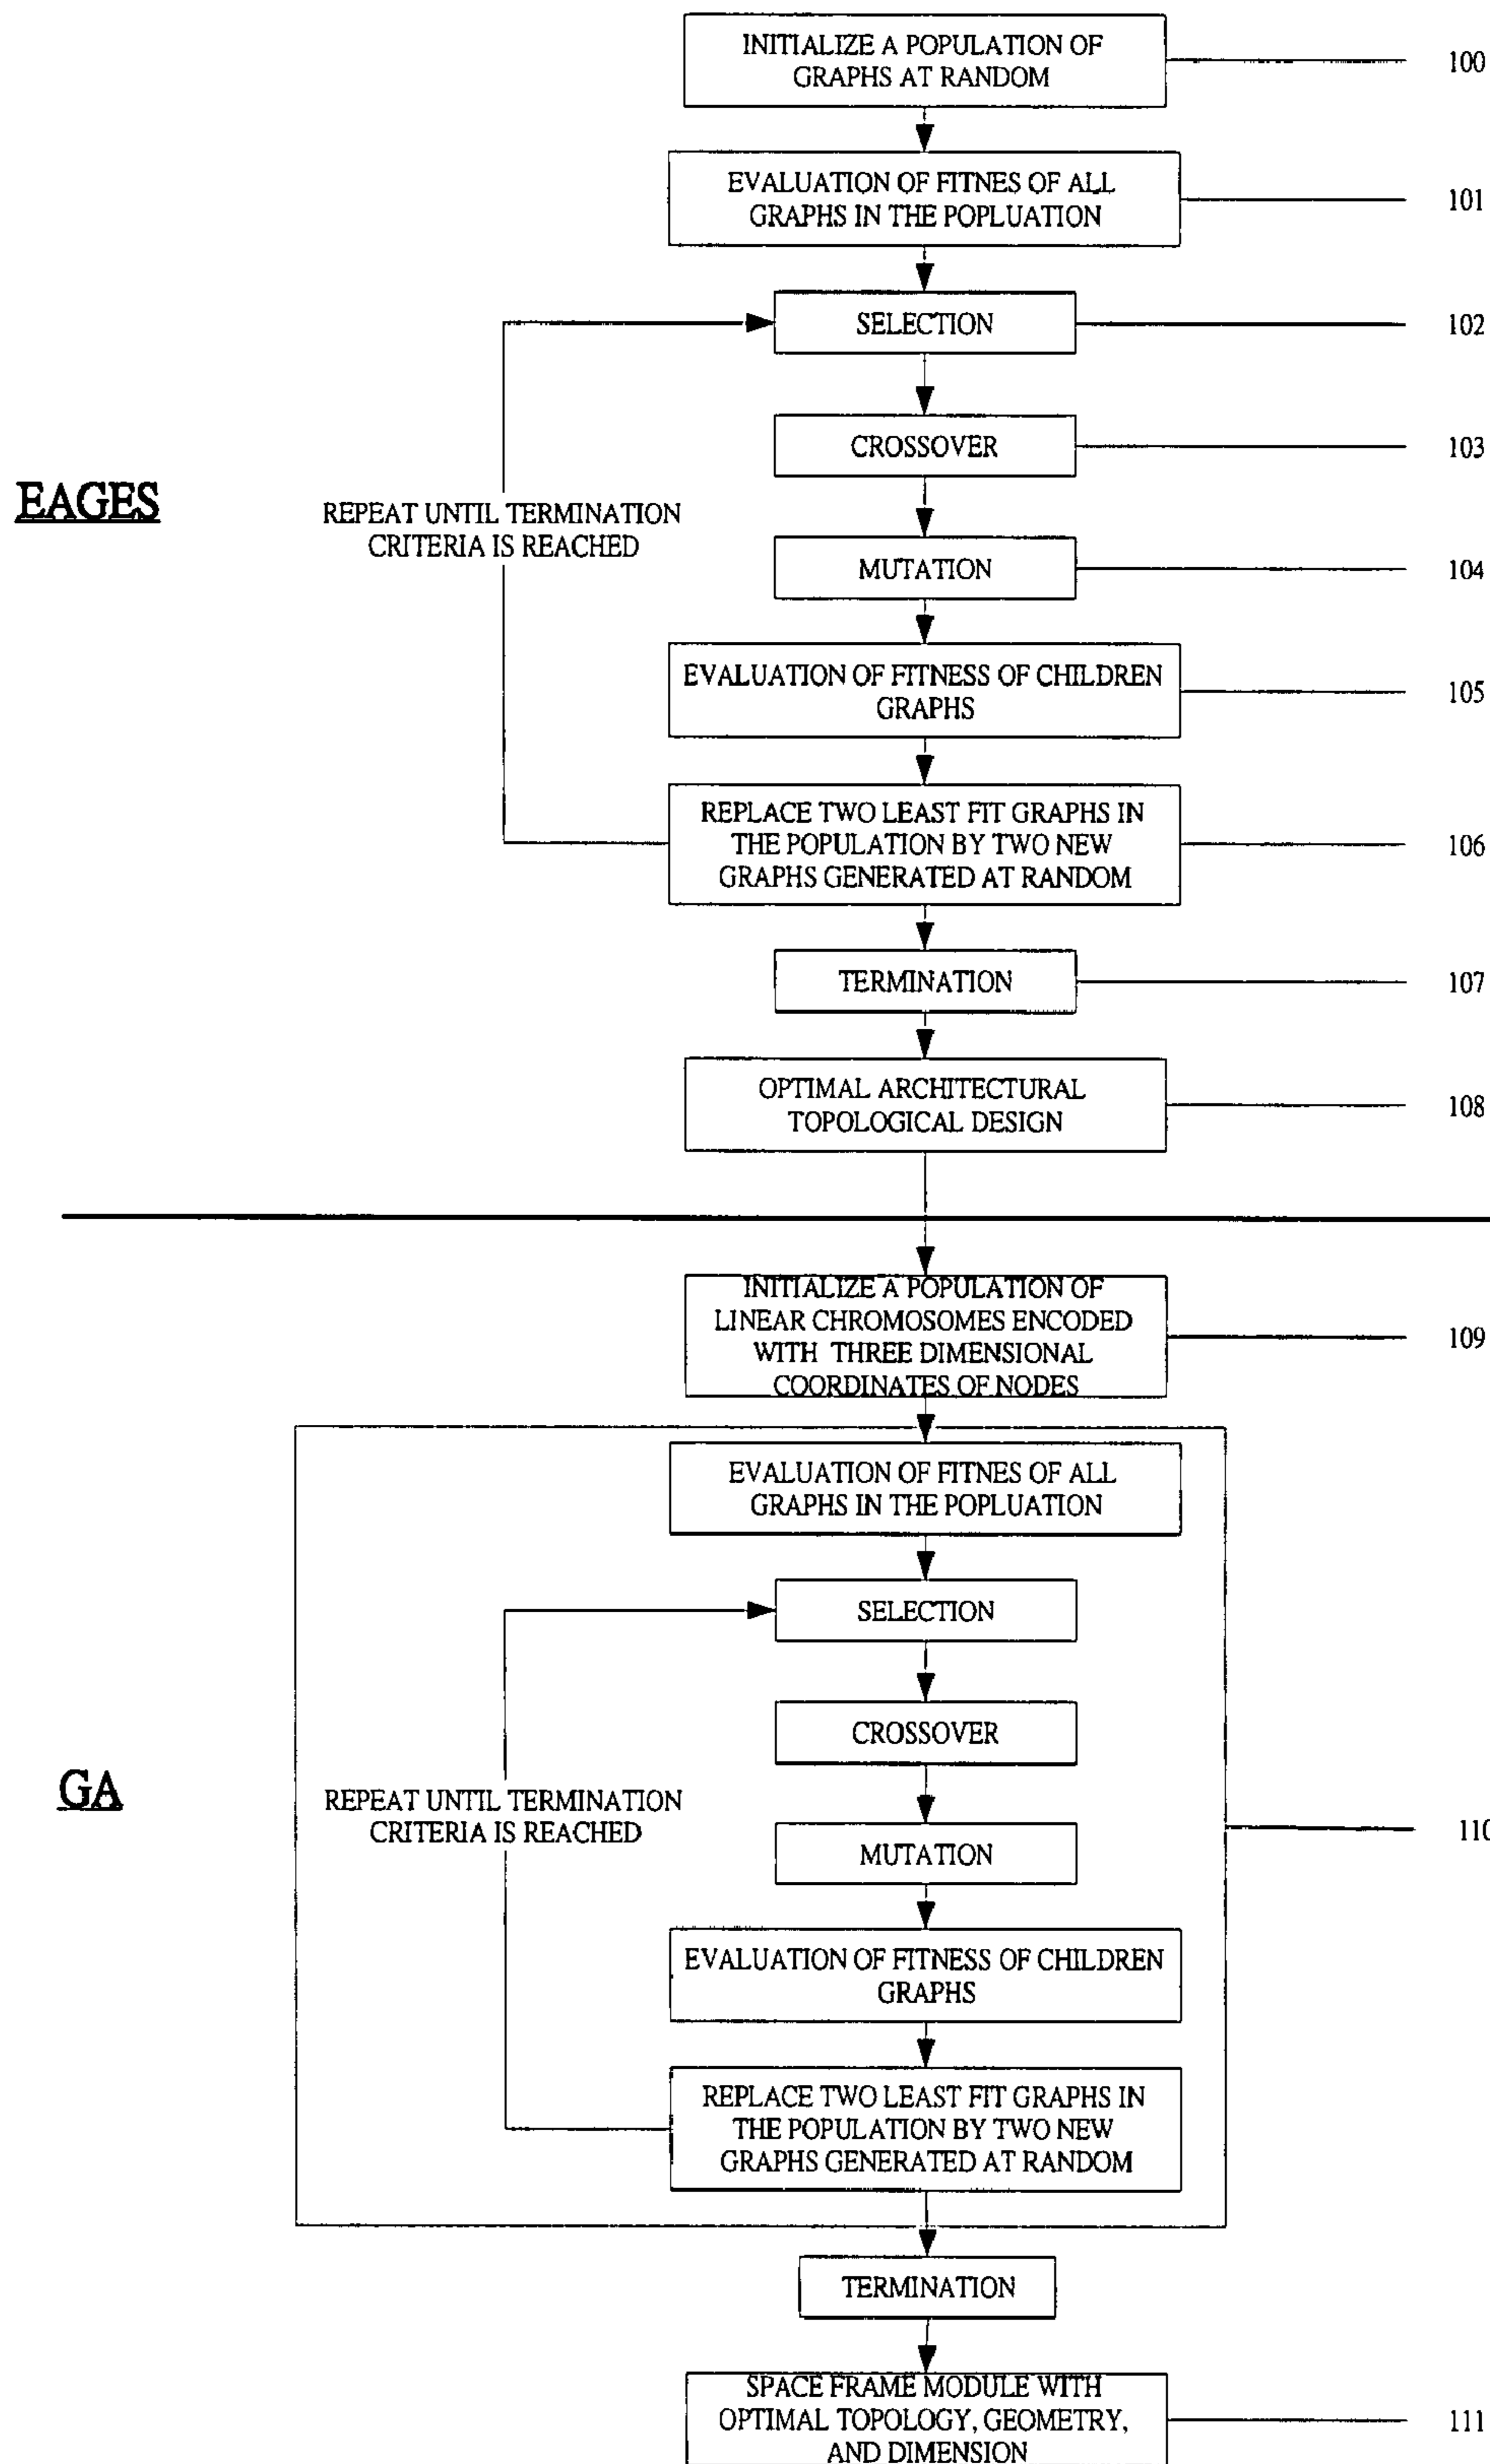 INITIALIZE A POPULATION OF
GRAPHS AT RANDOM
100
EVALUATION OF FITNES OF ALL
GRAPHS IN THE POPLUATION
101
SELECTION
102
CROSSOVER
103
EAGES
REPEAT UNTIL TERMINATION
CRITERIA IS REACHED
MUTATION
104
EVALUATION OF FITNESS OF CHILDREN
GRAPHS
105
REPLACE TWO LEAST FIT GRAPHS IN
THE POPULATION BY TWO NEW
GRAPHS GENERATED AT RANDOM
106
TERMINATION
107
OPTIMAL ARCHITECTURAL
TOPOLOGICAL DESIGN
108
INITIALIZE A POPULATION OF
LINEAR CHROMOSOMES ENCODED
WITH THREE DIMENSIONAL
COORDINATES OF NODES
109
EVALUATION OF FITNES OF ALL
GRAPHS IN THE POPLUATION
SELECTION
CROSSOVER
GA
REPEAT UNTIL TERMINATION
CRITERIA IS REACHED
110
MUTATION
EVALUATION OF FITNESS OF CHILDREN
GRAPHS
REPLACE TWO LEAST FIT GRAPHS IN
THE POPULATION BY TWO NEW
GRAPHS GENERATED AT RANDOM
TERMINATION
SPACE FRAME MODULE WITH
OPTIMAL TOPOLOGY, GEOMETRY,
AND DIMENSION
111